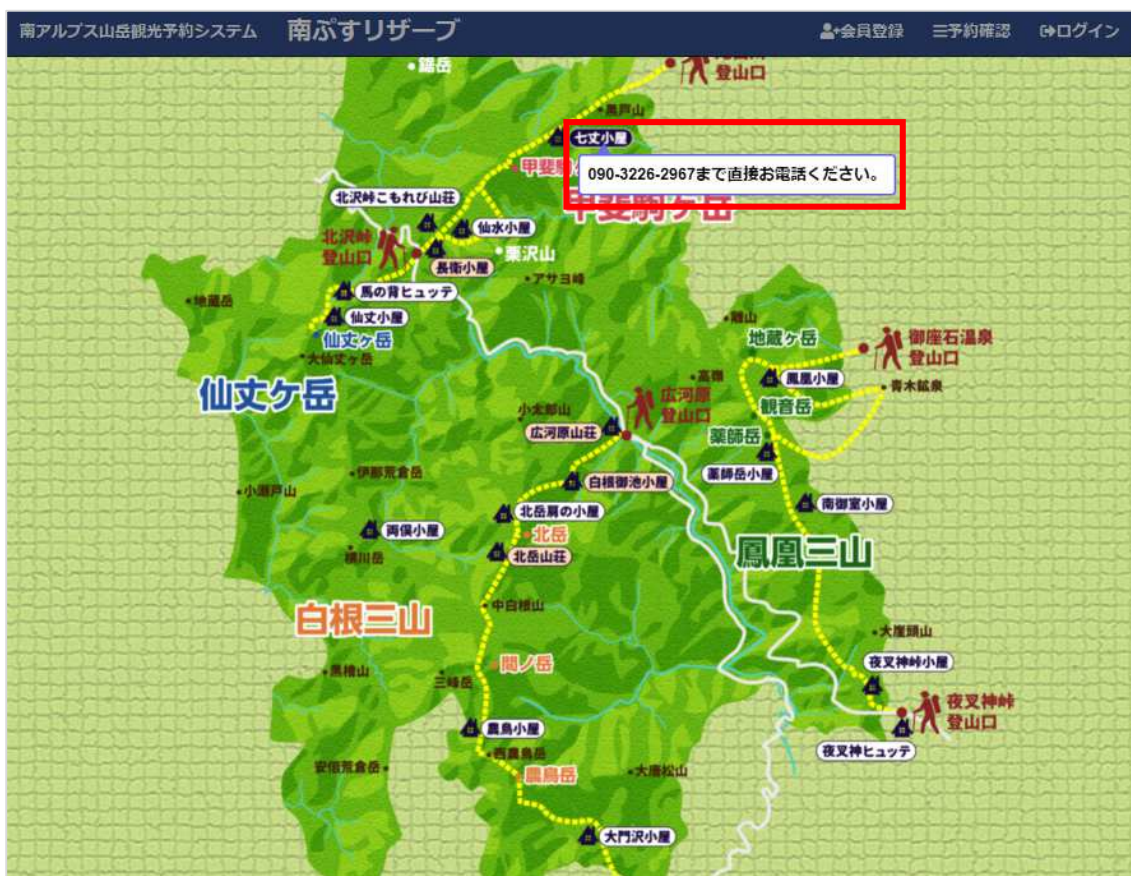 南アルプス山岳観光予約システム 南ぷすリザーブ
会員登録 予約確認 ログイン
鋸岳
登山口
黒戸山
七丈小屋
090-3226-2967まで直接お電話ください。
甲斐駒ヶ岳
北沢峠こもれび山荘
仙水小屋
北沢峠
登山口
栗沢山
長衛小屋
アサヨ峰
馬の背ヒュッテ
地蔵岳
仙丈小屋
仙丈ヶ岳
大仙丈ヶ岳
仙丈ケ岳
離山
地蔵ヶ岳
御座石温泉
登山口
高嶺
鳳凰小屋
青木鉱泉
観音岳
広河原
登山口
小太郎山
広河原山荘
薬師岳
薬師岳小屋
伊那荒倉岳
白根御池小屋
小瀬戸山
南御室小屋
北岳肩の小屋
両俣小屋
北岳
横川岳
北岳山荘
鳳凰三山
中白根山
白根三山
大崖頭山
間ノ岳
夜叉神峠小屋
黒檜山
三峰岳
夜叉神峠
登山口
農鳥小屋
夜叉神ヒュッテ
西農鳥岳
安倍荒倉岳
農鳥岳
大唐松山
大門沢小屋